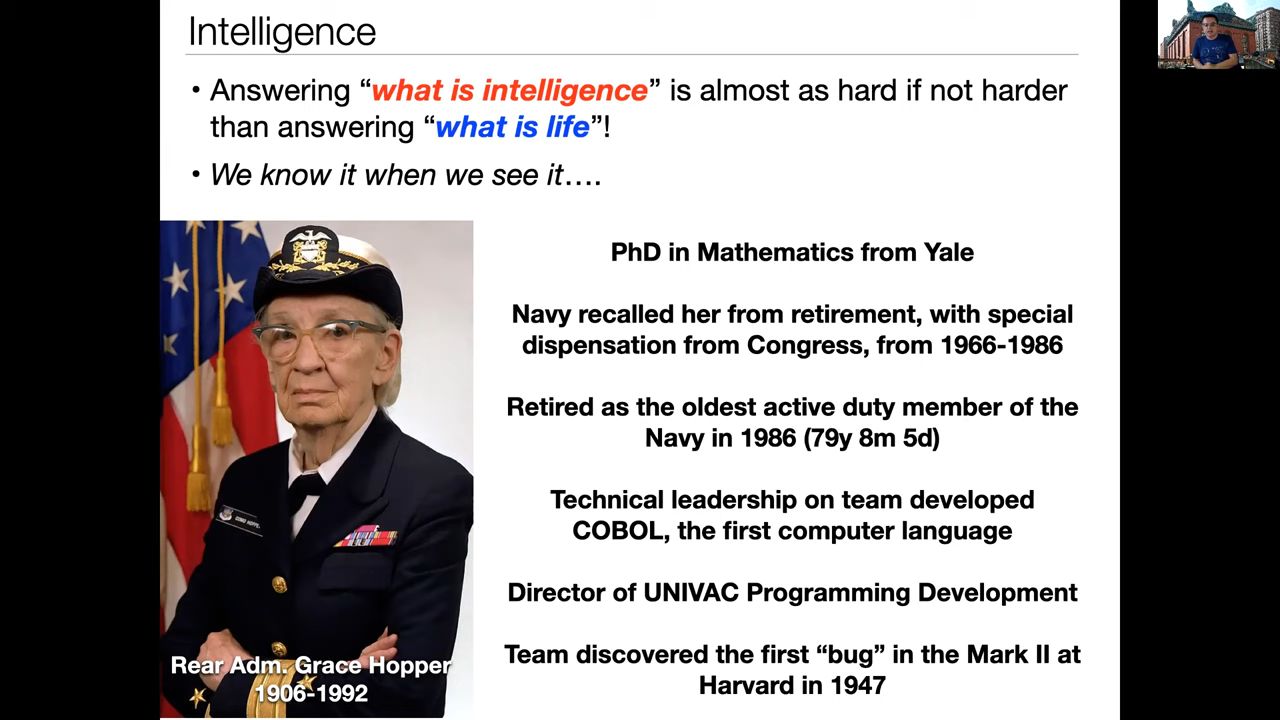 Intelligence
• Answering “what is intelligence” is almost as hard if not harder
than answering “what is life”!
• We know it when we see it….
PhD in Mathematics from Yale
Navy recalled her from retirement, with special
dispensation from Congress, from 1966-1986
Retired as the oldest active duty member of the
Navy in 1986 (79y 8m 5d)
Technical leadership on team developed
COBOL, the first computer language
Director of UNIVAC Programming Development
Team discovered the first “bug” in the Mark II at
Harvard in 1947
Rear Adm. Grace Hopper
1906-1992